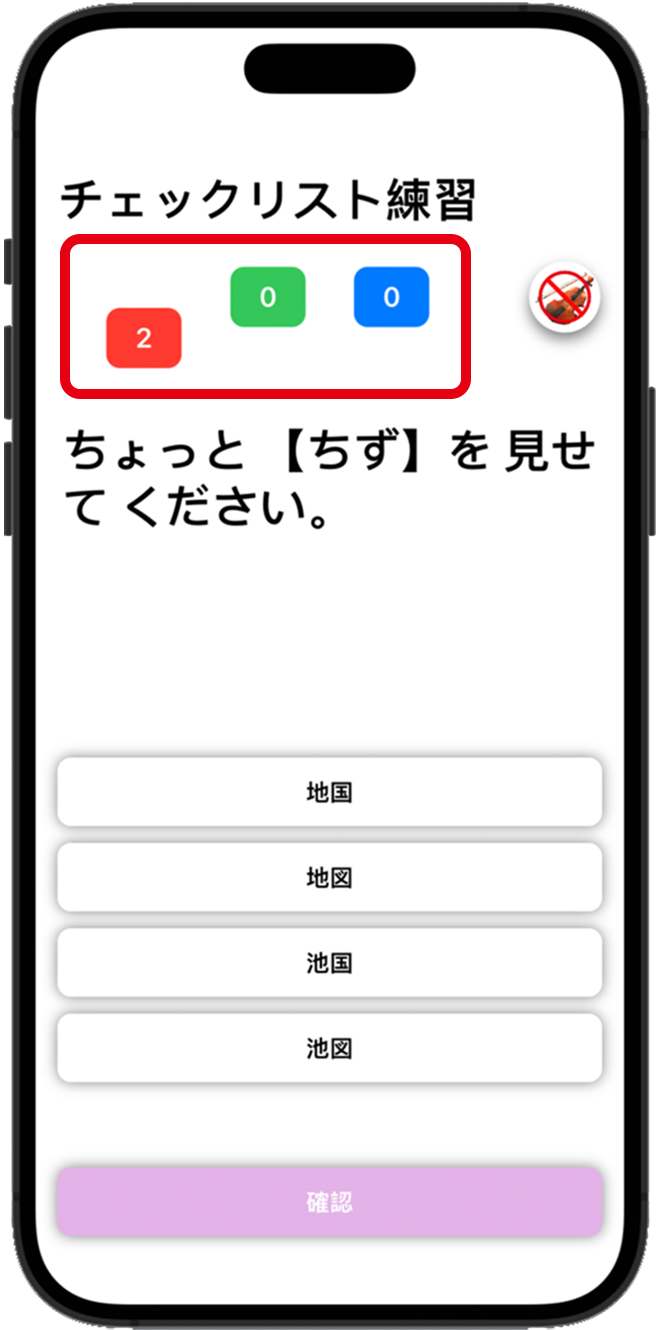 チェックリスト練習
2 0 0
ちょっと 【ちず】を 見せ
て ください。
地国
地図
池国
池図
確認